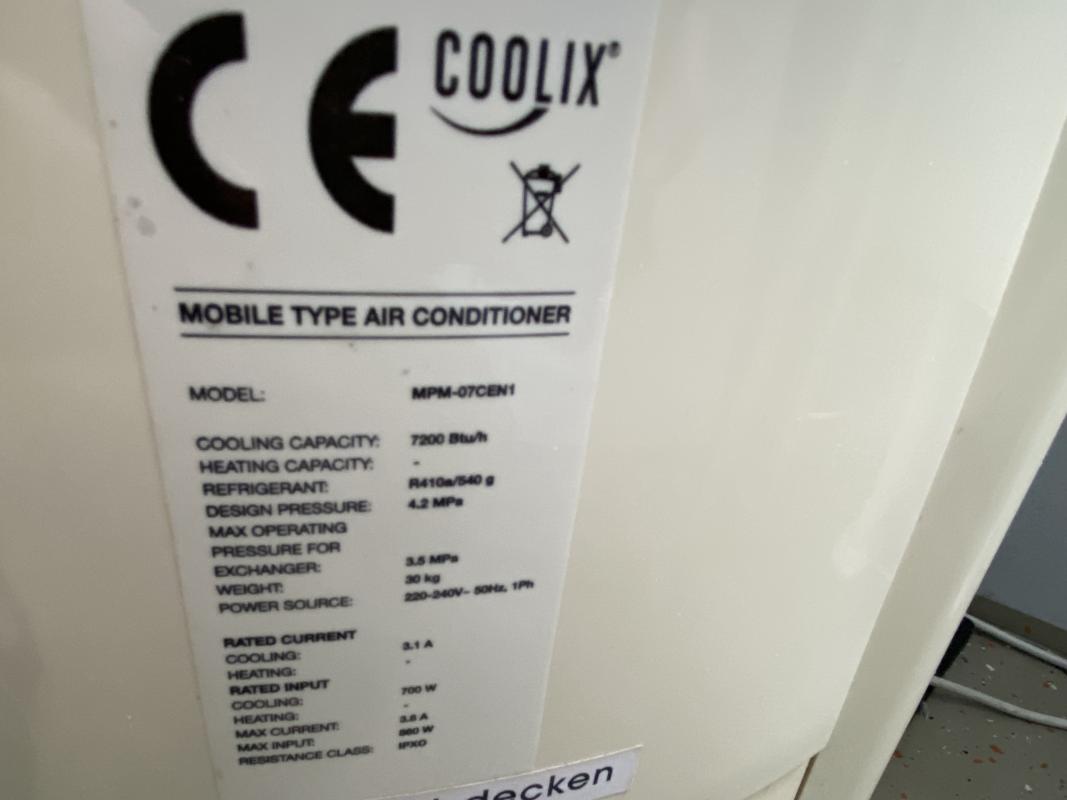 CE
COOLIX®
MOBILE TYPE AIR CONDITIONER
MODEL: MPM-07CEN1
COOLING CAPACITY: 7200 Btu/h
HEATING CAPACITY: -
REFRIGERANT: R410a/540 g
DESIGN PRESSURE: 4.2 MPa
MAX OPERATING
PRESSURE FOR
EXCHANGER: 3.5 MPa
WEIGHT: 30 kg
POWER SOURCE: 220-240V~ 50Hz, 1Ph
RATED CURRENT
COOLING: 3.1 A
HEATING: -
RATED INPUT
COOLING: 700 W
HEATING: -
MAX CURRENT: 3.8 A
MAX INPUT: 860 W
RESISTANCE CLASS: IPX0
decken